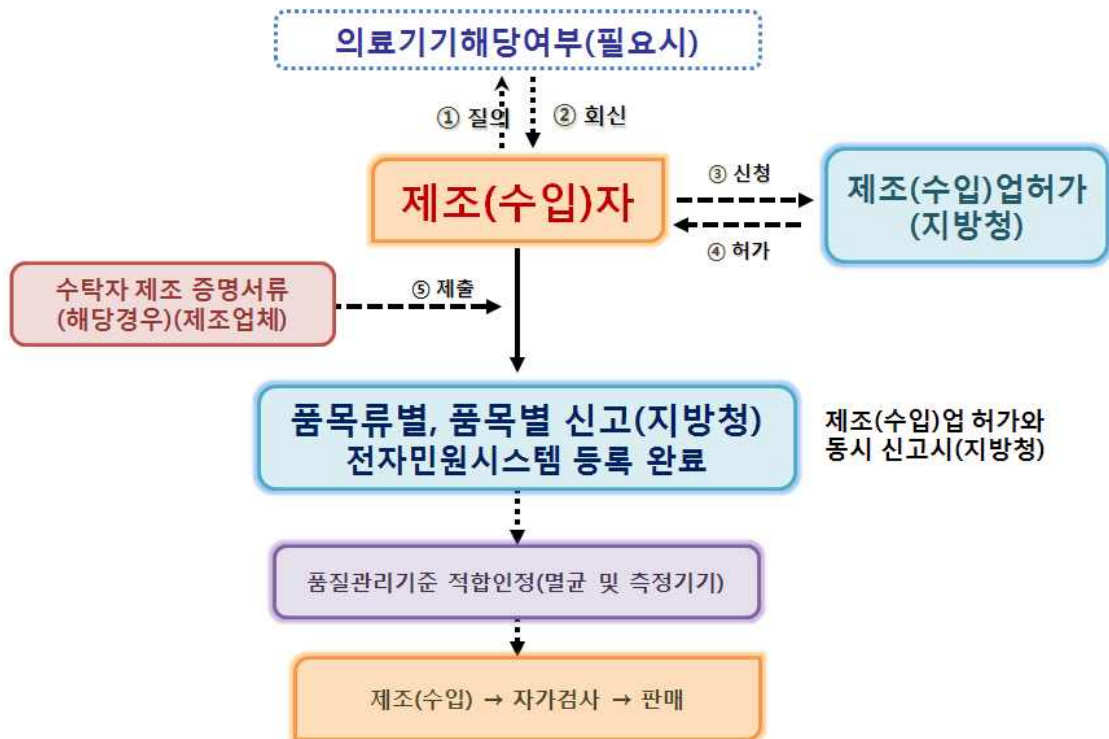 의료기기해당여부(필요시)
① 질의
② 회신
제조(수입)자
③ 신청
④ 허가
제조(수입)업허가
(지방청)
수탁자 제조 증명서류
(해당경우)(제조업체)
⑤ 제출
품목류별, 품목별 신고(지방청)
전자민원시스템 등록 완료
제조(수입)업 허가와
동시 신고시(지방청)
품질관리기준 적합인정(멸균 및 측정기기)
제조(수입) → 자가검사 → 판매